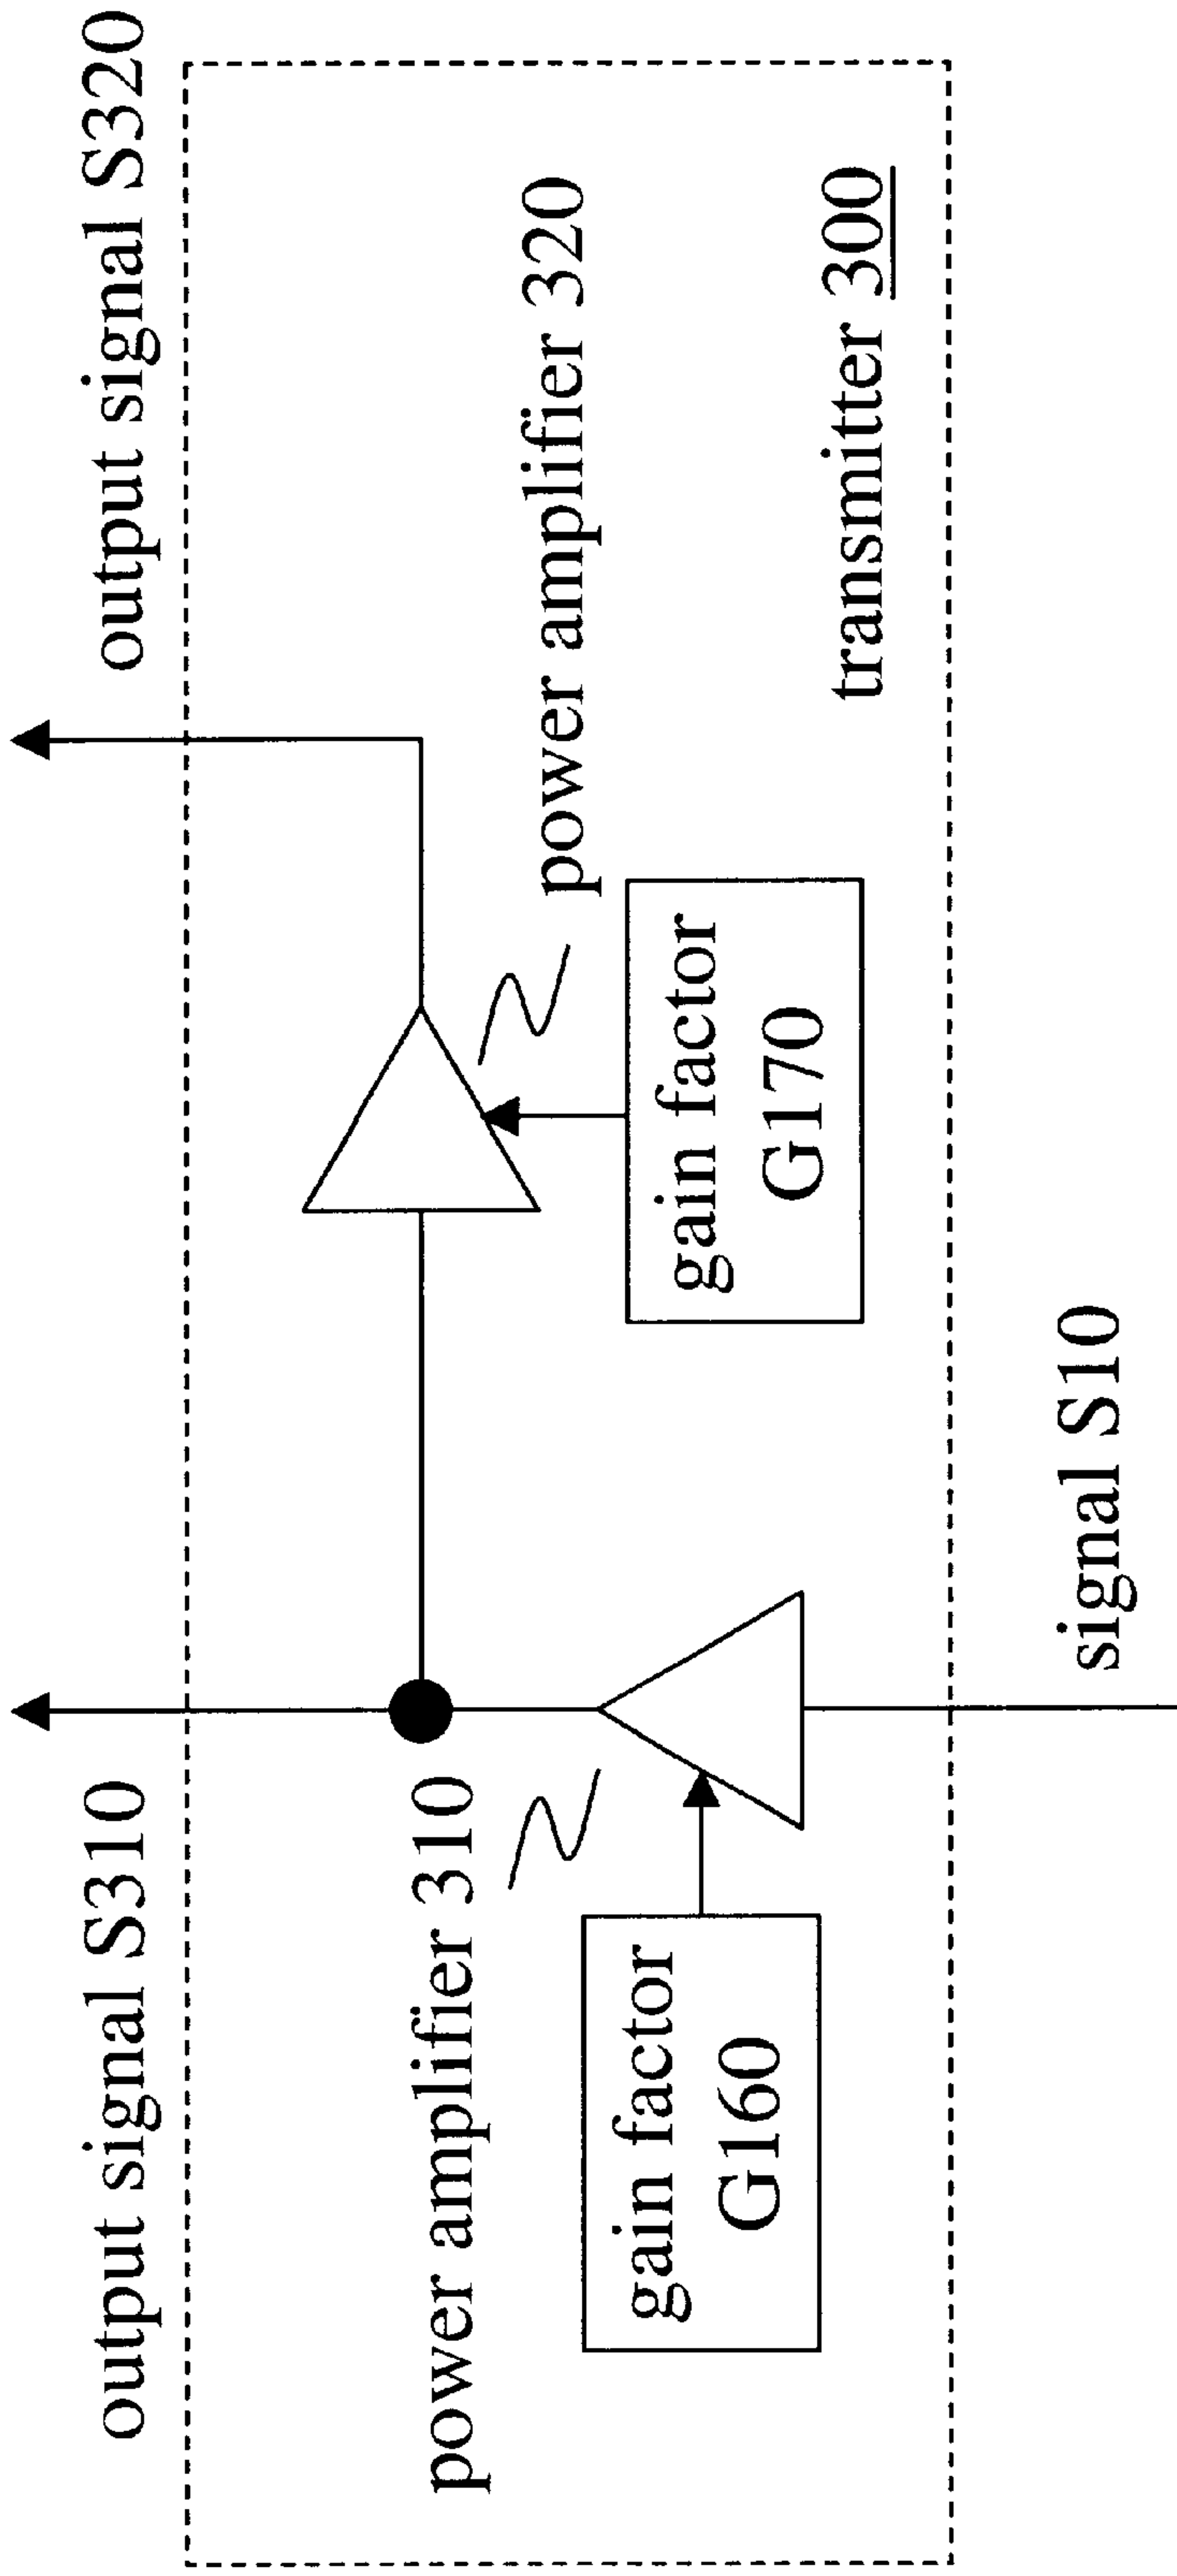 output signal S310
output signal S320
power amplifier 310
power amplifier 320
gain factor
G160
gain factor
G170
transmitter 300
signal S10